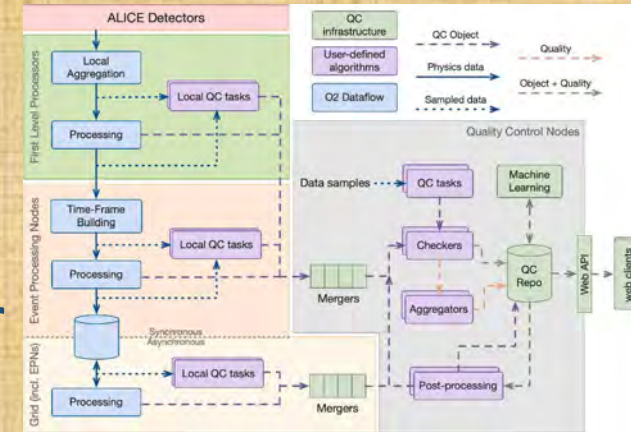 ALICE Detectors
QC
infrastructure
User-defined
algorithms
O2 Dataflow
QC Object
Physics data
Sampled data
Quality
Object + Quality
First Level Processors
Local
Aggregation
Local QC tasks
Processing
Event Processing Nodes
Time-Frame
Building
Local QC tasks
Processing
Synchronous
Asynchronous
Grid (incl. EPNs)
Local QC tasks
Processing
Mergers
Mergers
Quality Control Nodes
Data samples
QC tasks
Machine
Learning
Checkers
QC
Repo
Aggregators
Post-processing
Web API
web clients